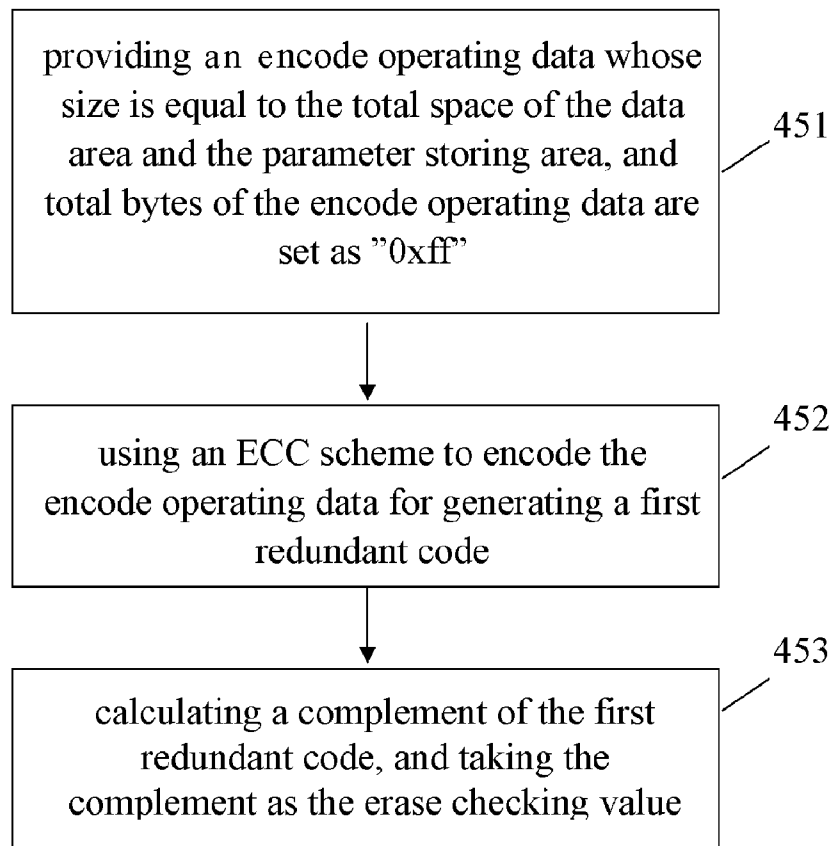 providing an encode operating data whose
size is equal to the total space of the data
area and the parameter storing area, and
total bytes of the encode operating data are
set as ”0xff”
451
using an ECC scheme to encode the
encode operating data for generating a first
redundant code
452
calculating a complement of the first
redundant code, and taking the
complement as the erase checking value
453